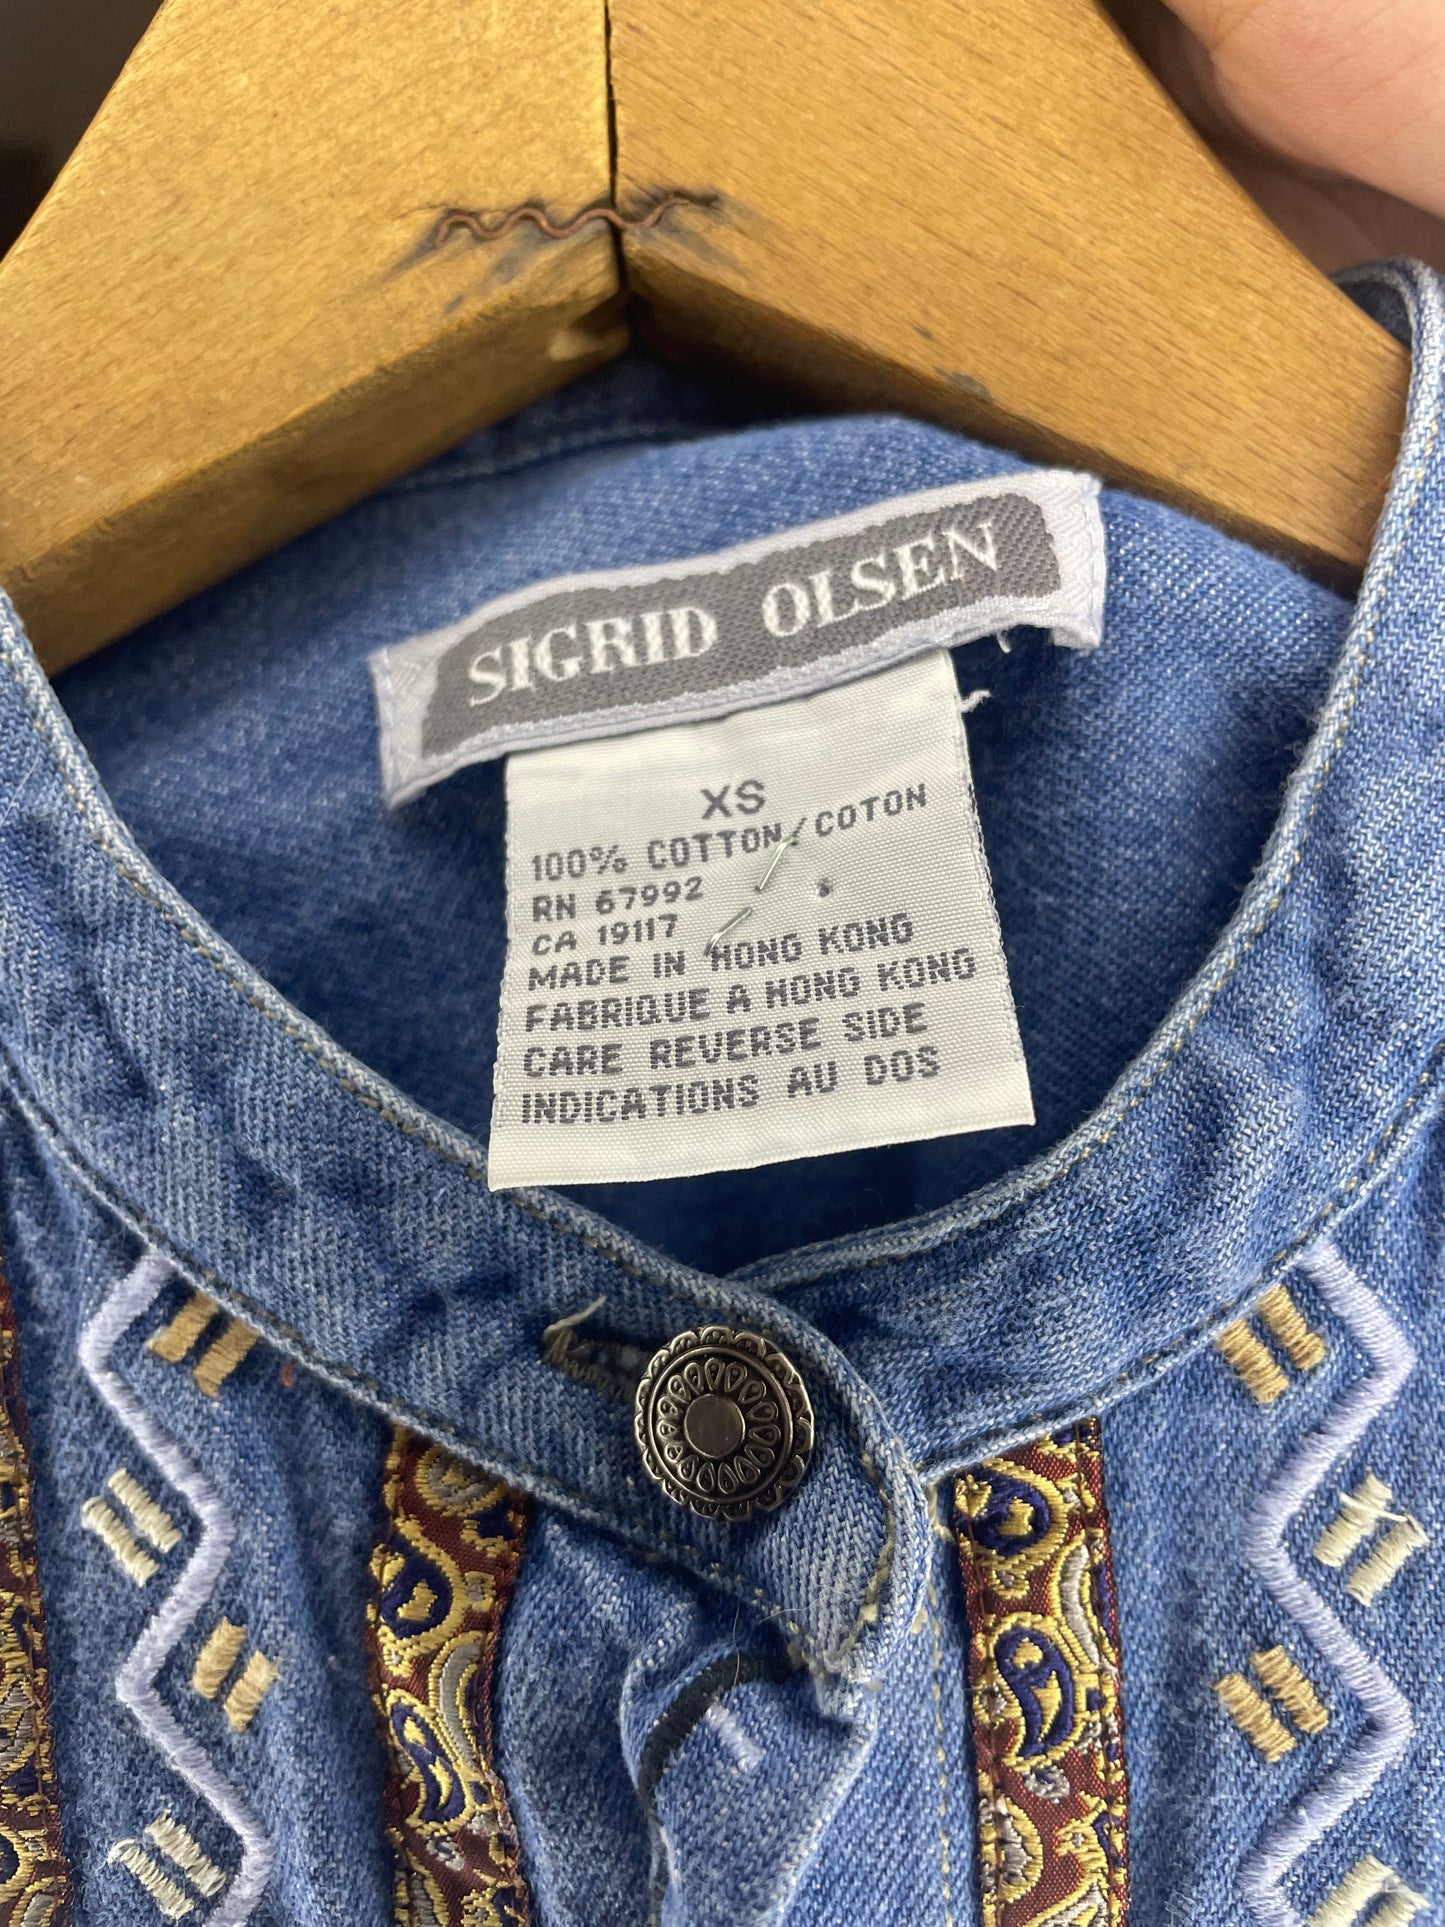 SIGRID OLSEN
XS
100% COTTON/COTON
RN 67992
CA 19117
MADE IN HONG KONG
FABRIQUE A HONG KONG
CARE REVERSE SIDE
INDICATIONS AU DOS